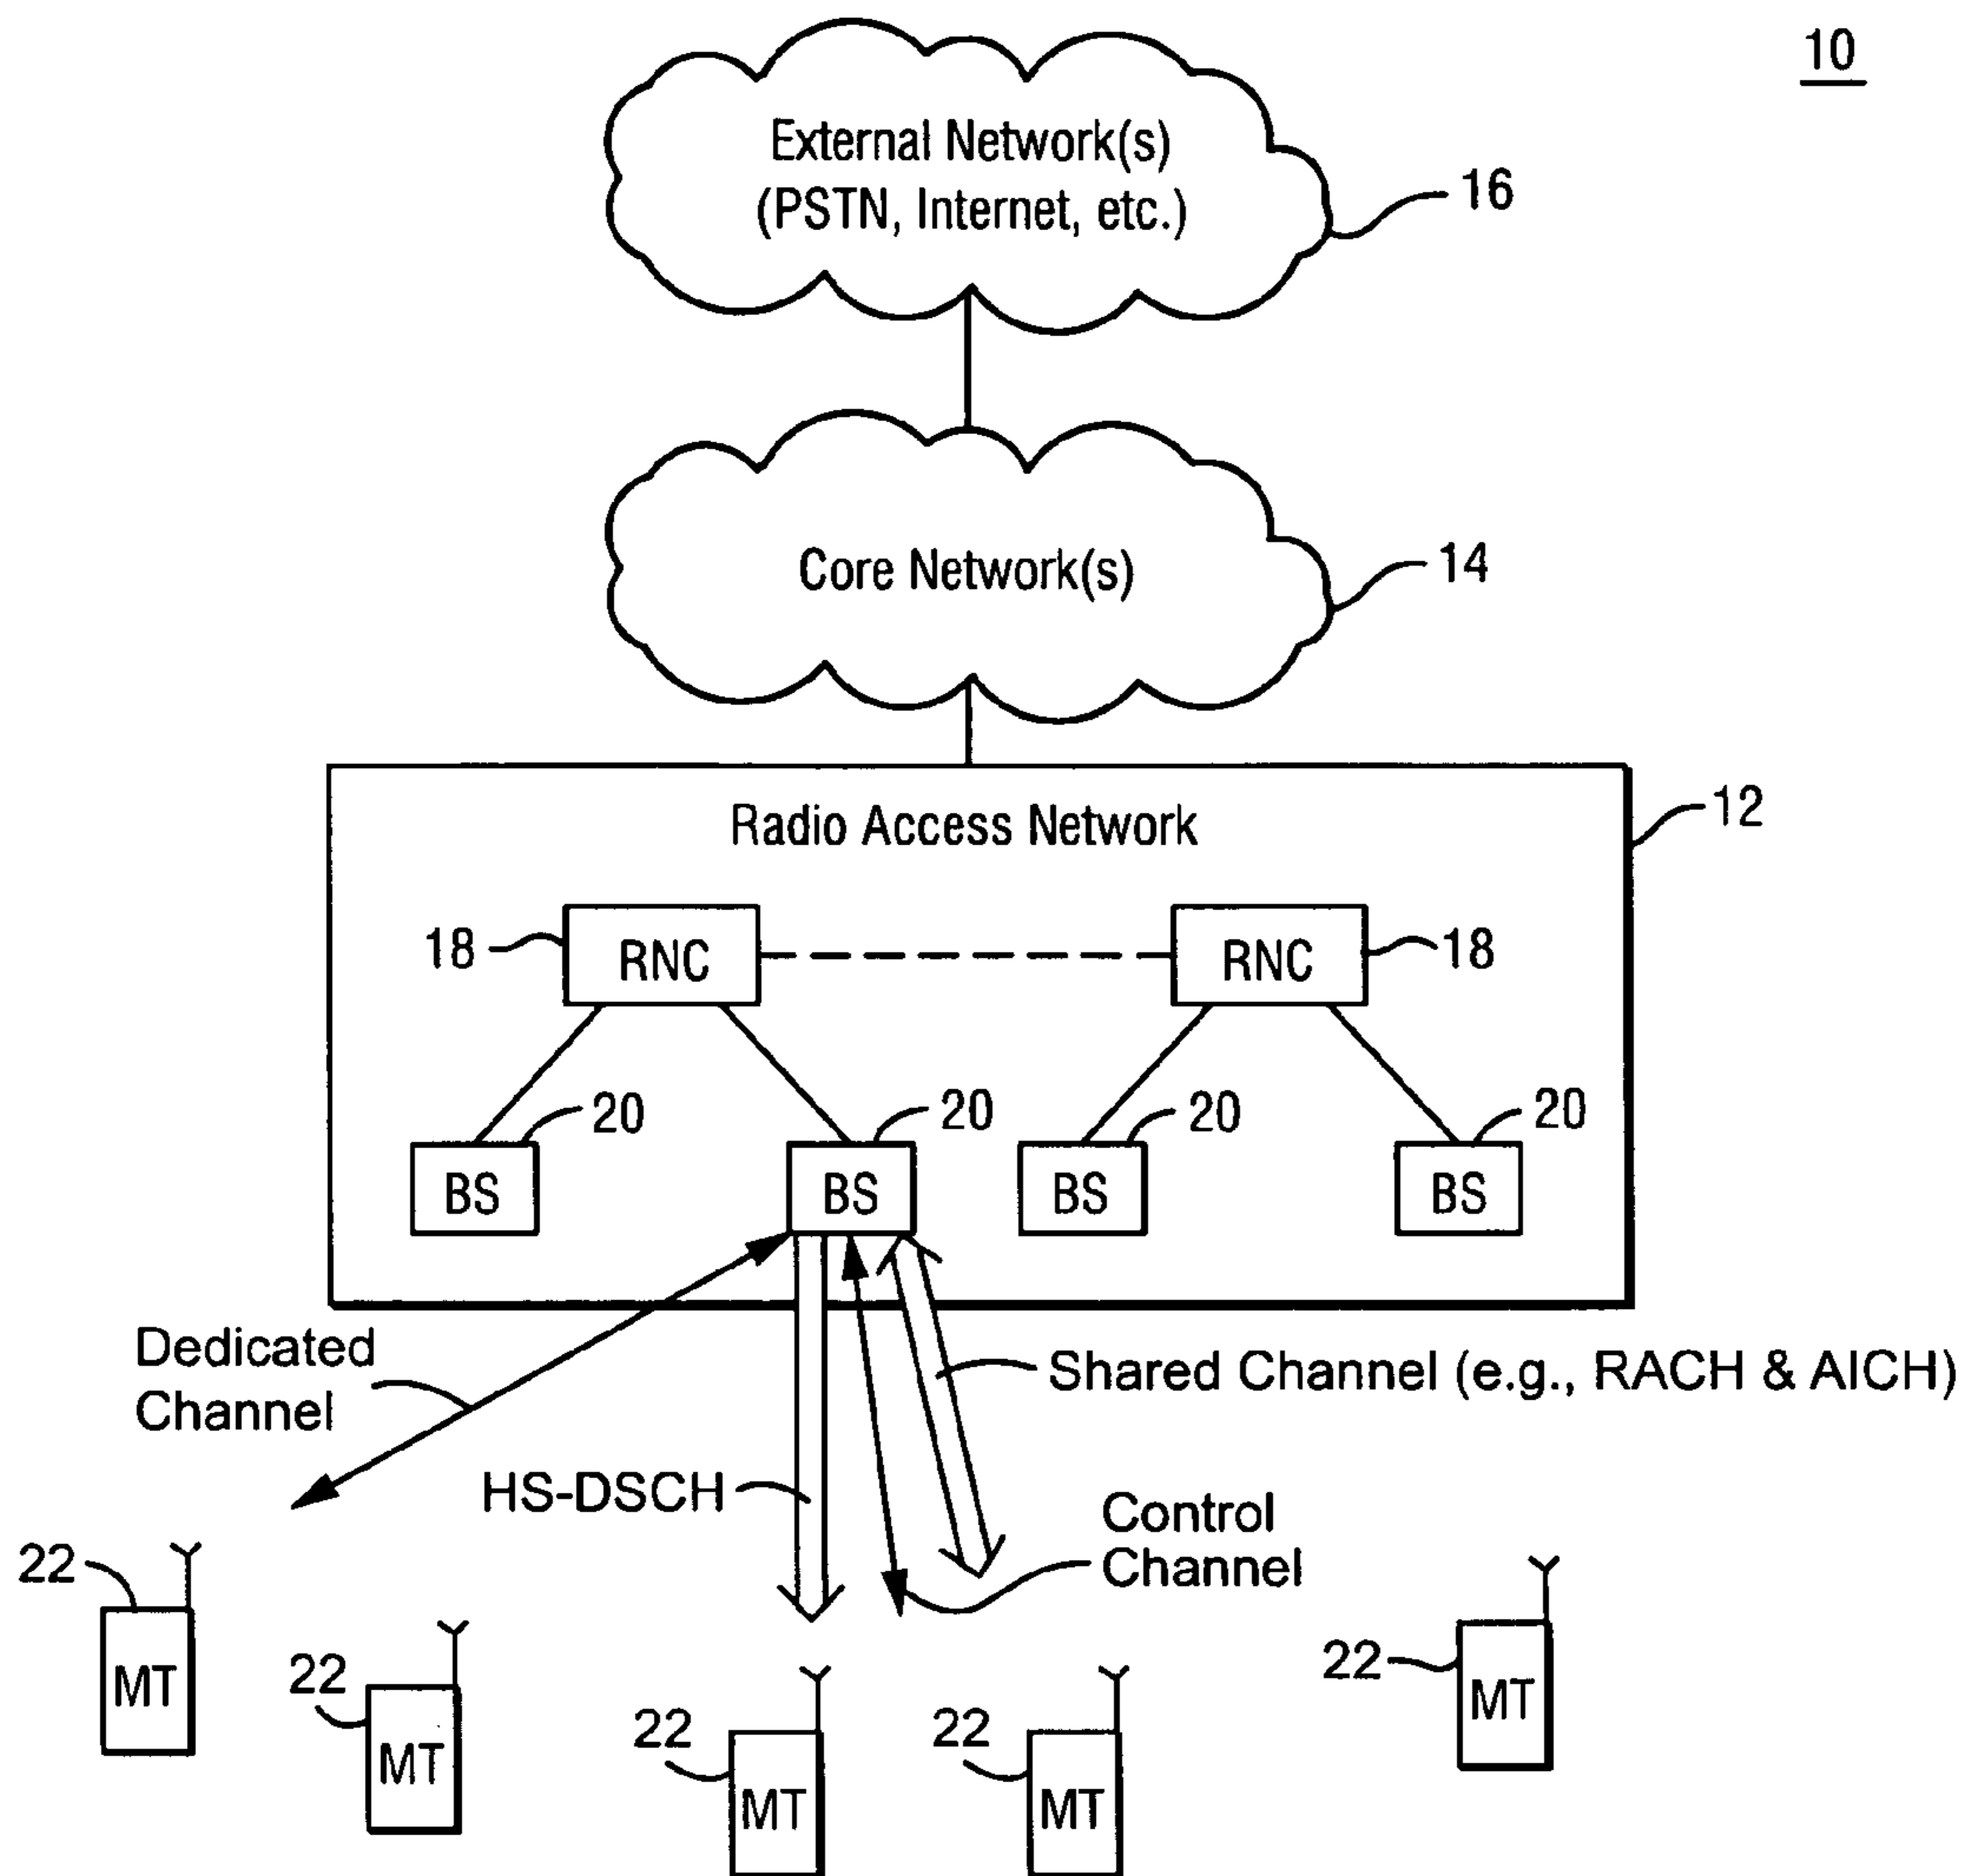 10
External Network(s)
(PSTN, Internet, etc.)
16
Core Network(s)
14
Radio Access Network
12
18
RNC
RNC
18
20
20
20
20
BS
BS
BS
BS
Dedicated
Channel
Shared Channel (e.g., RACH & AICH)
HS-DSCH
Control
Channel
22
MT
22
MT
22
MT
22
MT
22
MT